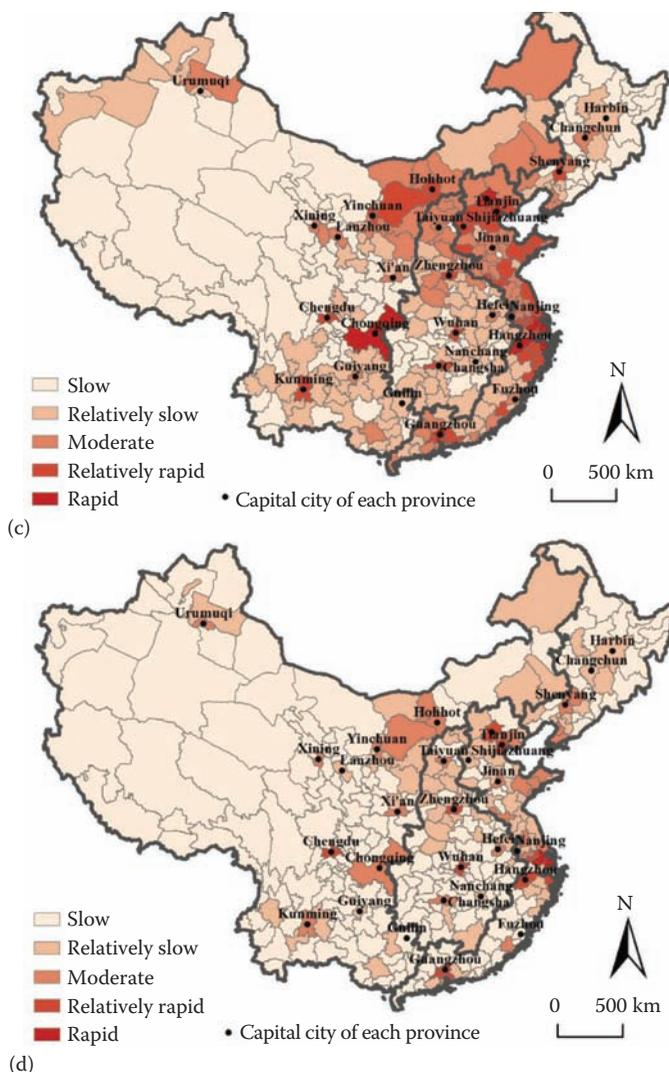 Urumuqi
Harbin
Changchun
Shenyang
Hohhot
Tianjin
Yinchuan
Taiyuan Shijiazhuang
Xining
Lanzhou
Jinan
Xi'an
Zhengzhou
Chengdu
Hefei Nanjing
Chongqing
Wuhan
Hangzhou
Nanchang
Guiyang
Changsha
Kunming
Guilin
Fuzhou
Guangzhou
N
Slow
Relatively slow
Moderate
Relatively rapid
Rapid
Capital city of each province
0 500 km
(c)
Urumuqi
Harbin
Changchun
Shenyang
Hohhot
Tianjin
Yinchuan
Taiyuan Shijiazhuang
Xining
Lanzhou
Jinan
Xi'an
Zhengzhou
Chengdu
Hefei Nanjing
Chongqing
Wuhan
Hangzhou
Nanchang
Guiyang
Changsha
Kunming
Guilin
Fuzhou
Guangzhou
N
Slow
Relatively slow
Moderate
Relatively rapid
Rapid
Capital city of each province
0 500 km
(d)